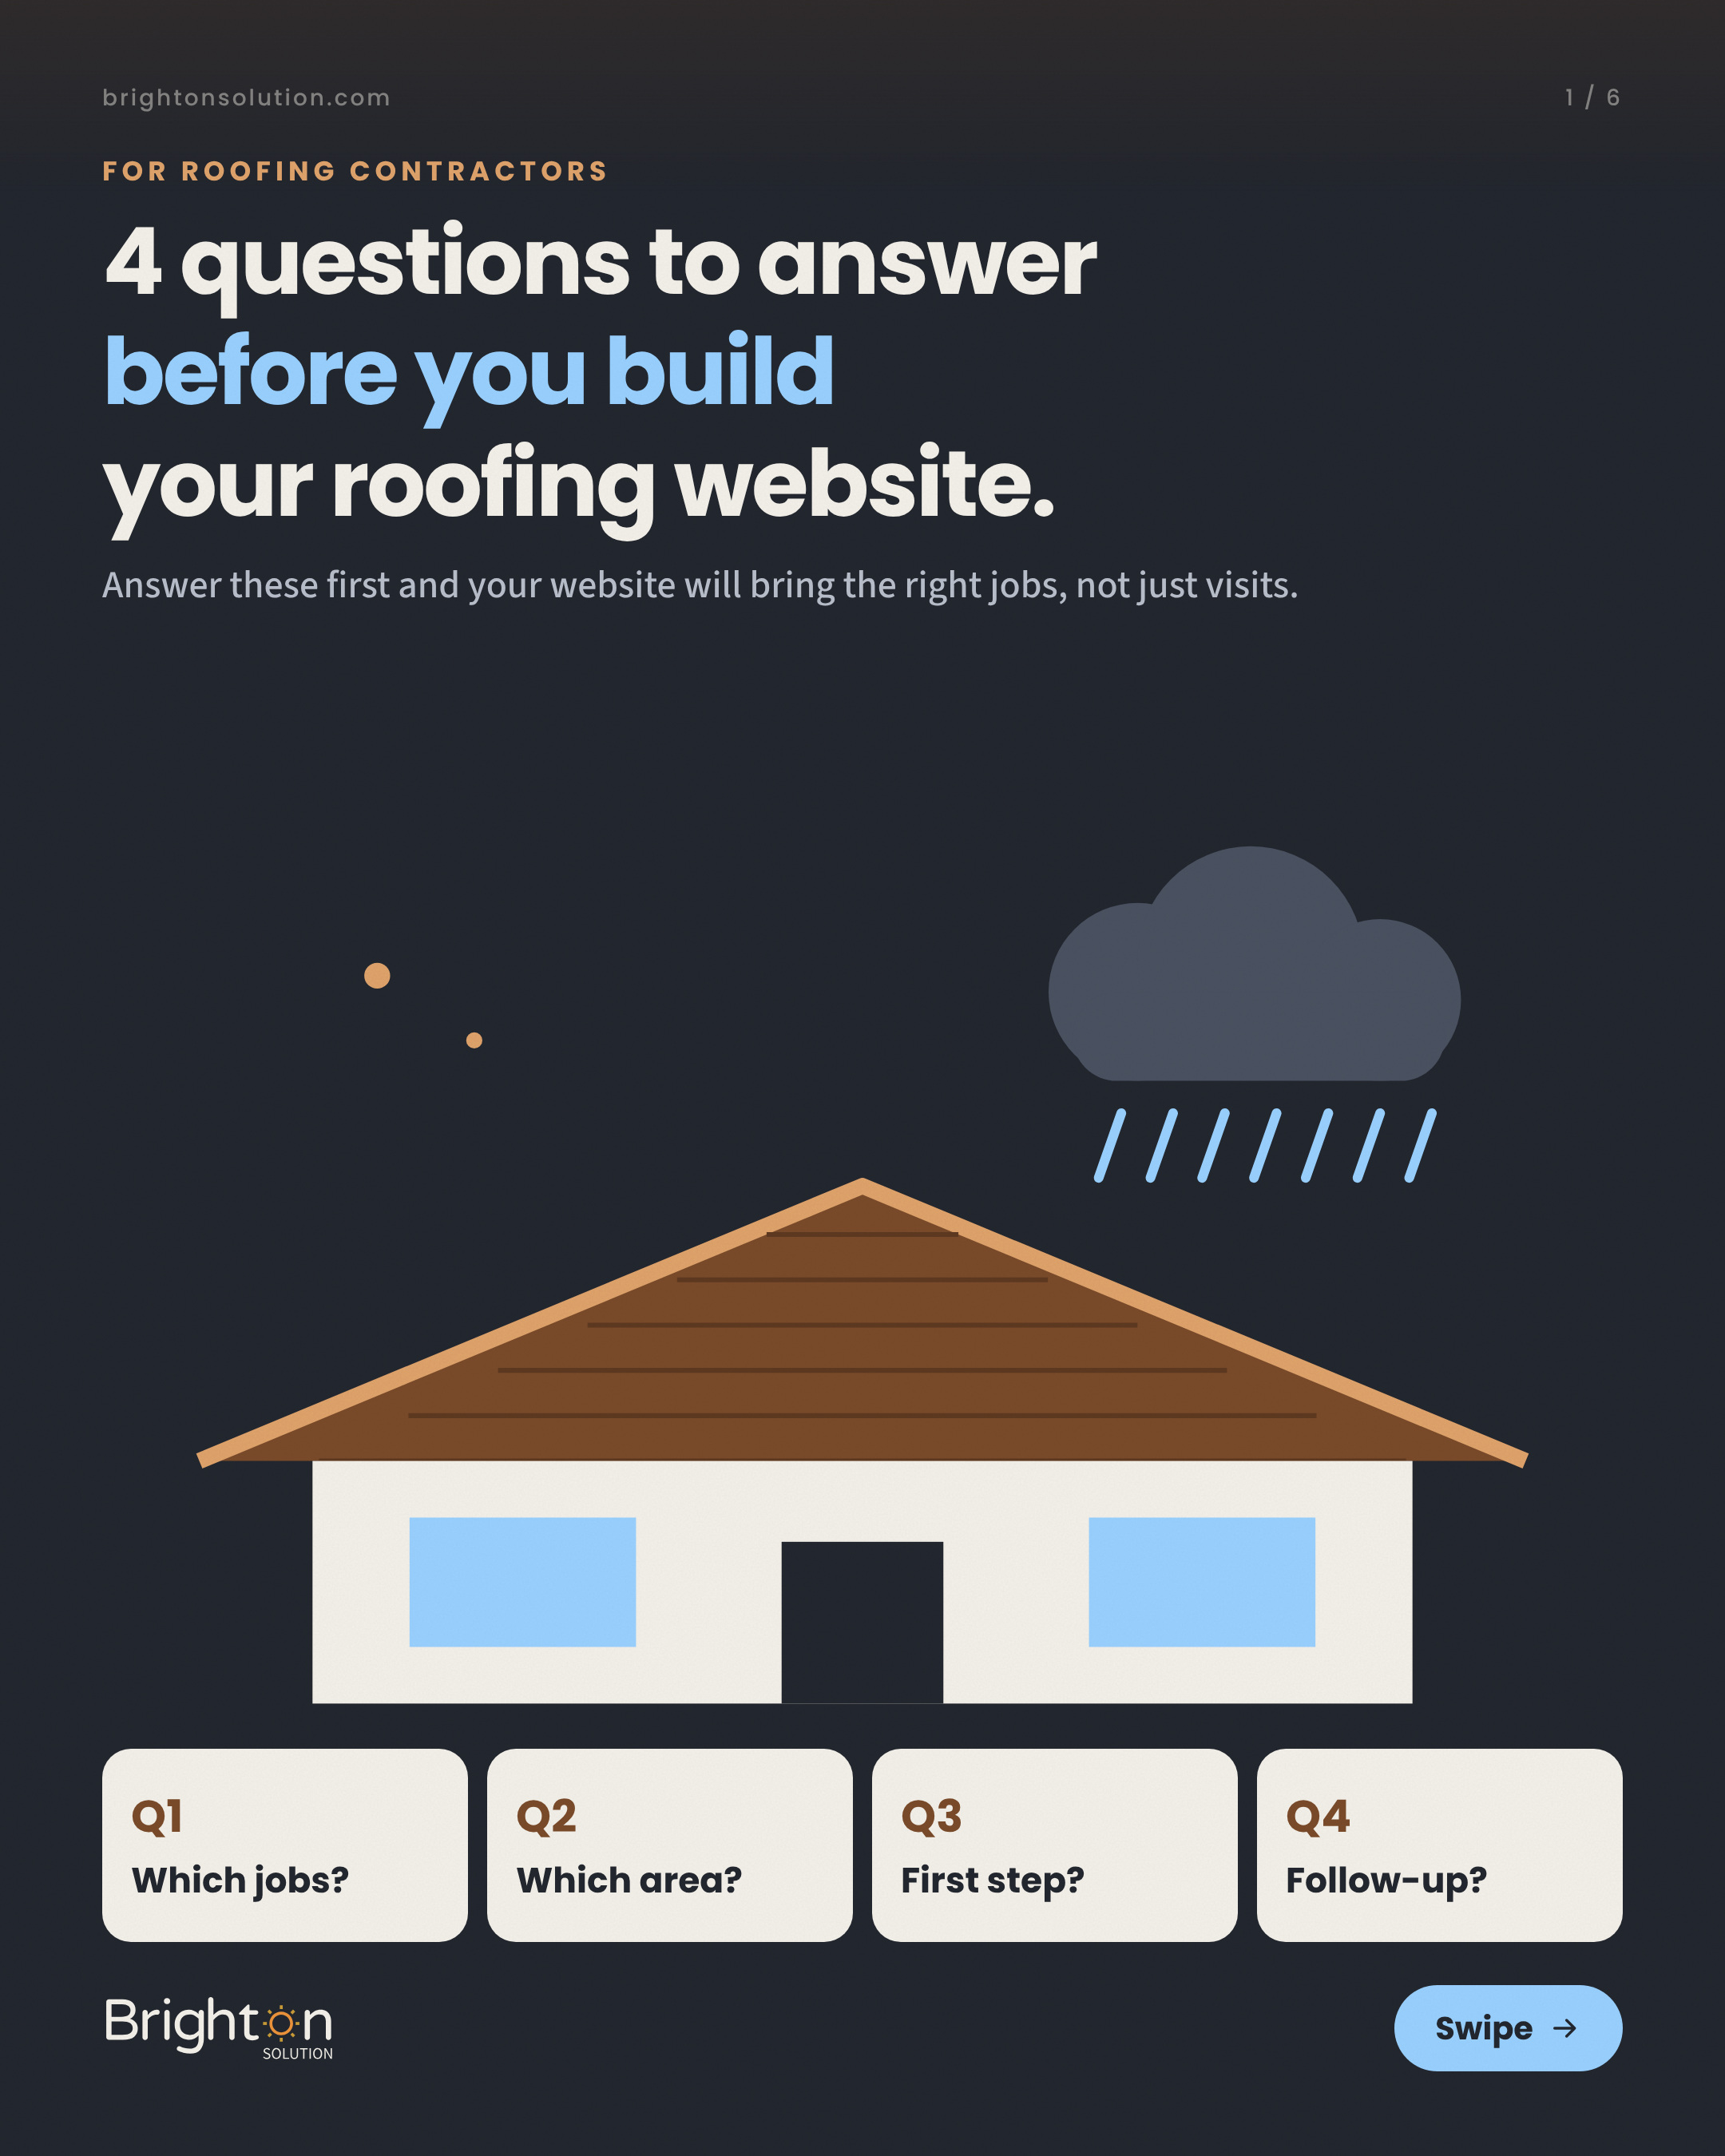 brightonsolution.com
1 / 6
FOR ROOFING CONTRACTORS
4 questions to answer
before you build
your roofing website.
Answer these first and your website will bring the right jobs, not just visits.
Q1
Which jobs?
Q2
Which area?
Q3
First step?
Q4
Follow-up?
Brighton
SOLUTION
Swipe →